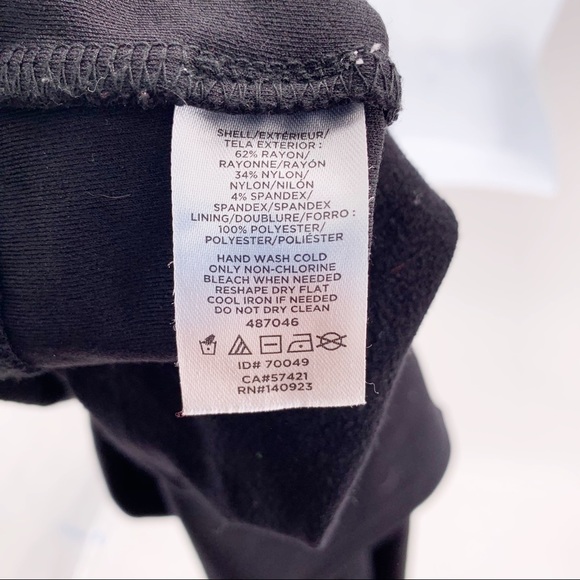 SHELL/EXTÉRIEUR/
TELA EXTERIOR :
62% RAYON/
RAYONNE/RAYÓN
34% NYLON/
NYLON/NILÓN
4% SPANDEX/
SPANDEX/SPANDEX
LINING/DOUBLURE/FORRO :
100% POLYESTER/
POLYESTER/POLIÉSTER
HAND WASH COLD
ONLY NON-CHLORINE
BLEACH WHEN NEEDED
RESHAPE DRY FLAT
COOL IRON IF NEEDED
DO NOT DRY CLEAN
487046
ID# 70049
CA#57421
RN#140923